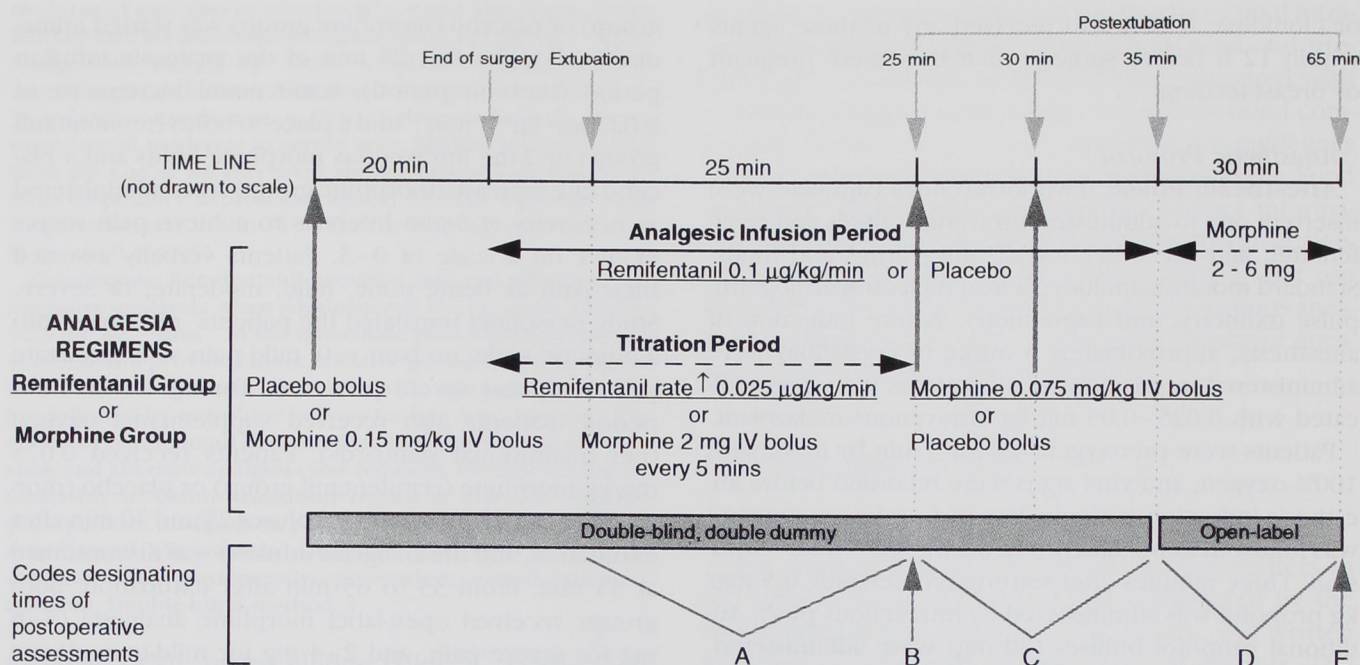 Postextubation
End of surgery Extubation 25 min 30 min 35 min 65 min
TIME LINE
(not drawn to scale)
20 min 25 min 30 min
Analgesic Infusion Period
Remifentanil 0.1 µg/kg/min or Placebo
Morphine
2 - 6 mg
ANALGESIA
REGIMENS
Titration Period
Remifentanil Group Placebo bolus Remifentanil rate ↑ 0.025 µg/kg/min Morphine 0.075 mg/kg IV bolus
or or or or
Morphine Group Morphine 0.15 mg/kg IV bolus Morphine 2 mg IV bolus Placebo bolus
every 5 mins
Double-blind, double dummy Open-label
Codes designating
times of
postoperative
assessments
A B C D E